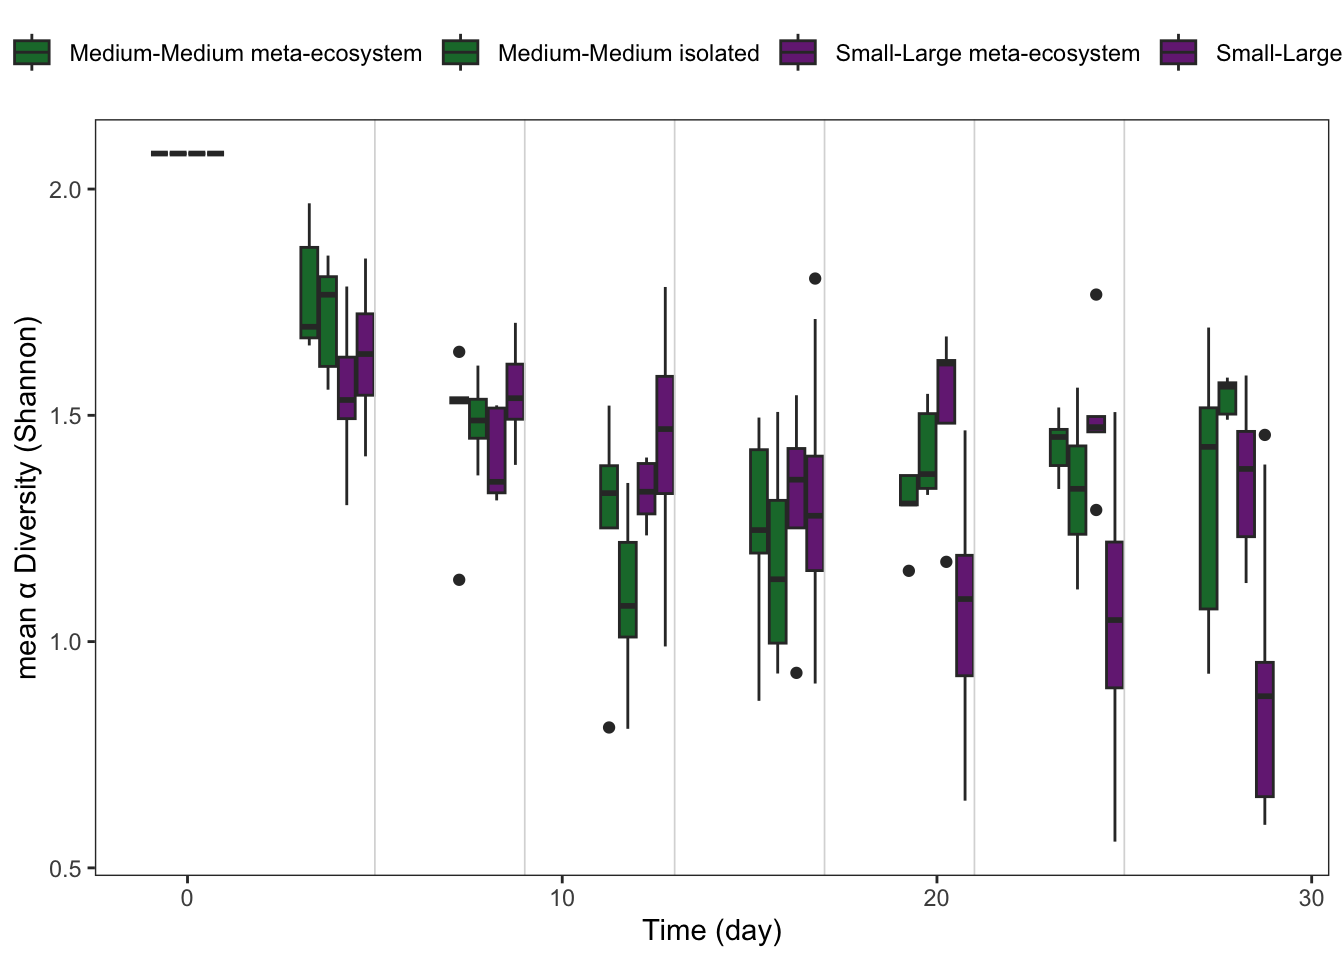 Medium-Medium meta-ecosystem Medium-Medium isolated Small-Large meta-ecosystem Small-Large
mean α Diversity (Shannon)
2.0
1.5
1.0
0.5
0 10 20 30
Time (day)